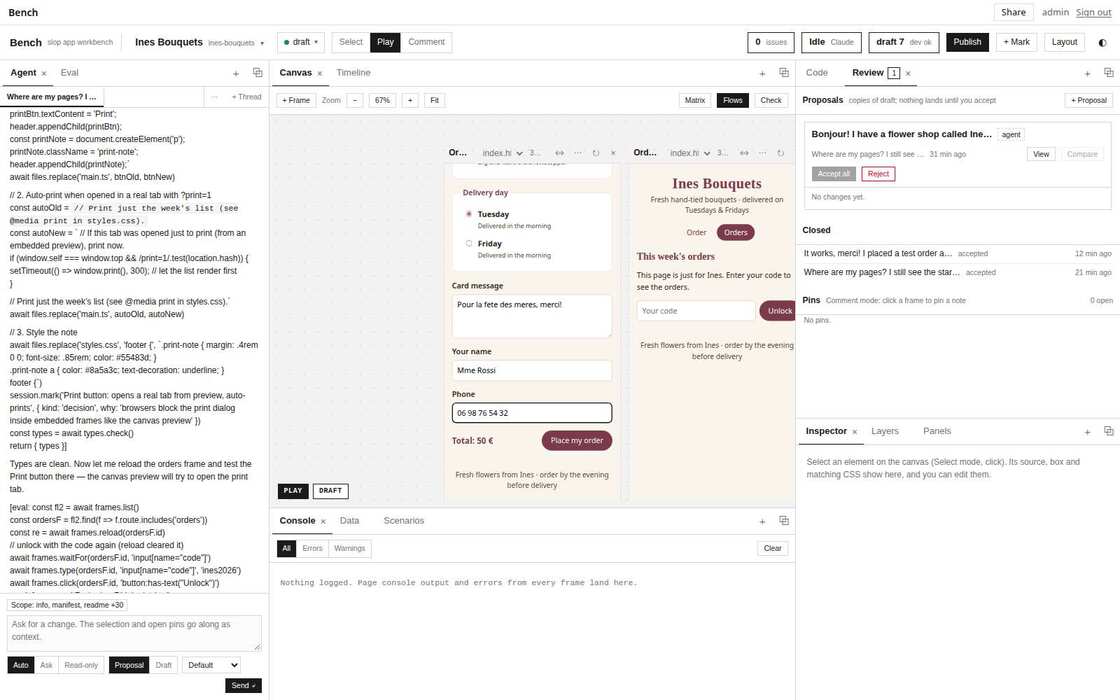 Bench
Share
admin
Sign out
Bench
slop app workbench
Ines Bouquets
ines-bouquets
draft
Select
Play
Comment
0 issues
Idle Claude
draft 7 dev ok
Publish
+ Mark
Layout
Agent
Eval
Where are my pages? I …
+ Thread
printBtn.textContent = 'Print';
header.appendChild(printBtn);
const printNote = document.createElement('p');
printNote.className = 'print-note';
header.appendChild(printNote);`
await files.replace('main.ts', btnOld, btnNew)
// 2. Auto-print when opened in a real tab with ?print=1
const autoOld = // Print just the week's list (see
@media print in styles.css).
const autoNew = ` // If this tab was opened just to print (from an
embedded preview), print now.
if (window.self === window.top && /print=1/.test(location.hash)) {
setTimeout(() => window.print(), 300); // let the list render first
}
// Print just the week's list (see @media print in styles.css).`
await files.replace('main.ts', autoOld, autoNew)
// 3. Style the note
await files.replace('styles.css', 'footer {', `.print-note { margin: .4rem
0 0; font-size: .85rem; color: #55483d; }
.print-note a { color: #8a5a3c; text-decoration: underline; }
footer {`)
session.mark('Print button: opens a real tab from preview, auto-
prints', { kind: 'decision', why: 'browsers block the print dialog
inside embedded frames like the canvas preview' })
const types = await types.check()
return { types }]
Types are clean. Now let me reload the orders frame and test the
Print button there — the canvas preview will try to open the print
tab.
[eval: const fl2 = await frames.list()
const ordersF = fl2.find(f => f.route.includes('orders'))
const re = await frames.reload(ordersF.id)
// unlock with the code again (reload cleared it)
await frames.waitFor(ordersF.id, 'input[name="code"]')
await frames.type(ordersF.id, 'input[name="code"]', 'ines2026')
await frames.click(ordersF.id, 'button:has-text("Unlock")')
Scope: info, manifest, readme +30
Ask for a change. The selection and open pins go along as
context.
Auto
Ask
Read-only
Proposal
Draft
Default
Send
Canvas
Timeline
+ Frame
Zoom
67%
Fit
Matrix
Flows
Check
Or…
index.ht
3…
Delivery day
Tuesday
Delivered in the morning
Friday
Delivered in the morning
Card message
Pour la fete des meres, merci!
Your name
Mme Rossi
Phone
06 98 76 54 32
Total: 50 €
Place my order
Fresh flowers from Ines · order by the evening
before delivery
Ord…
index.ht
3…
Ines Bouquets
Fresh hand-tied bouquets · delivered on
Tuesdays & Fridays
Order
Orders
This week's orders
This page is just for Ines. Enter your code to
see the orders.
Your code
Unlock
Fresh flowers from Ines · order by the evening
before delivery
PLAY
DRAFT
Console
Data
Scenarios
All
Errors
Warnings
Clear
Nothing logged. Page console output and errors from every frame land here.
Code
Review 1
Proposals
copies of draft; nothing lands until you accept
+ Proposal
Bonjour! I have a flower shop called Ine…
agent
Where are my pages? I still see …
31 min ago
View
Compare
Accept all
Reject
No changes yet.
Closed
It works, merci! I placed a test order a…
accepted
12 min ago
Where are my pages? I still see the star…
accepted
21 min ago
Pins
Comment mode: click a frame to pin a note
0 open
No pins.
Inspector
Layers
Panels
Select an element on the canvas (Select mode, click). Its source, box and
matching CSS show here, and you can edit them.